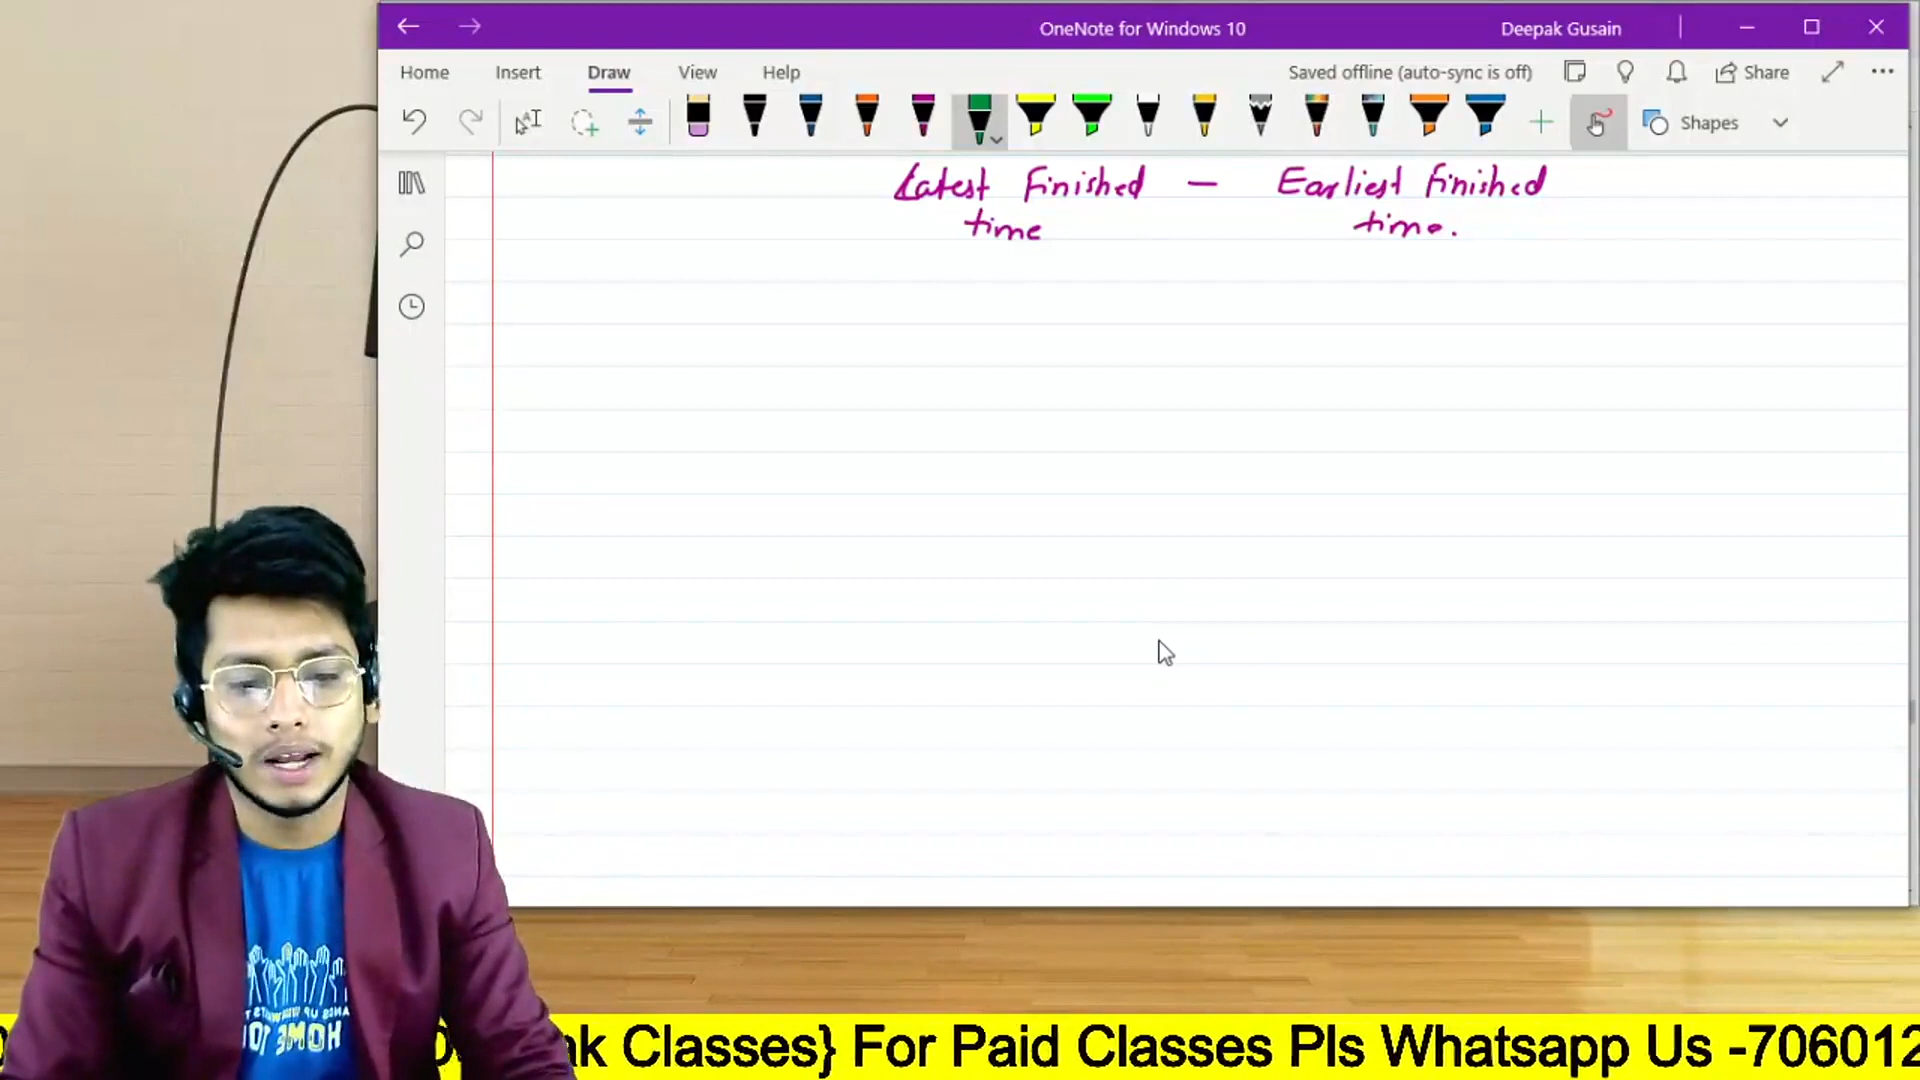 OneNote for Windows 10
Deepak Gusain
Home Insert Draw View Help
Saved offline (auto-sync is off)
Share
Shapes
Latest Finished — Earliest Finished
time time.
HOME
Classes} For Paid Classes Pls Whatsapp Us -706012